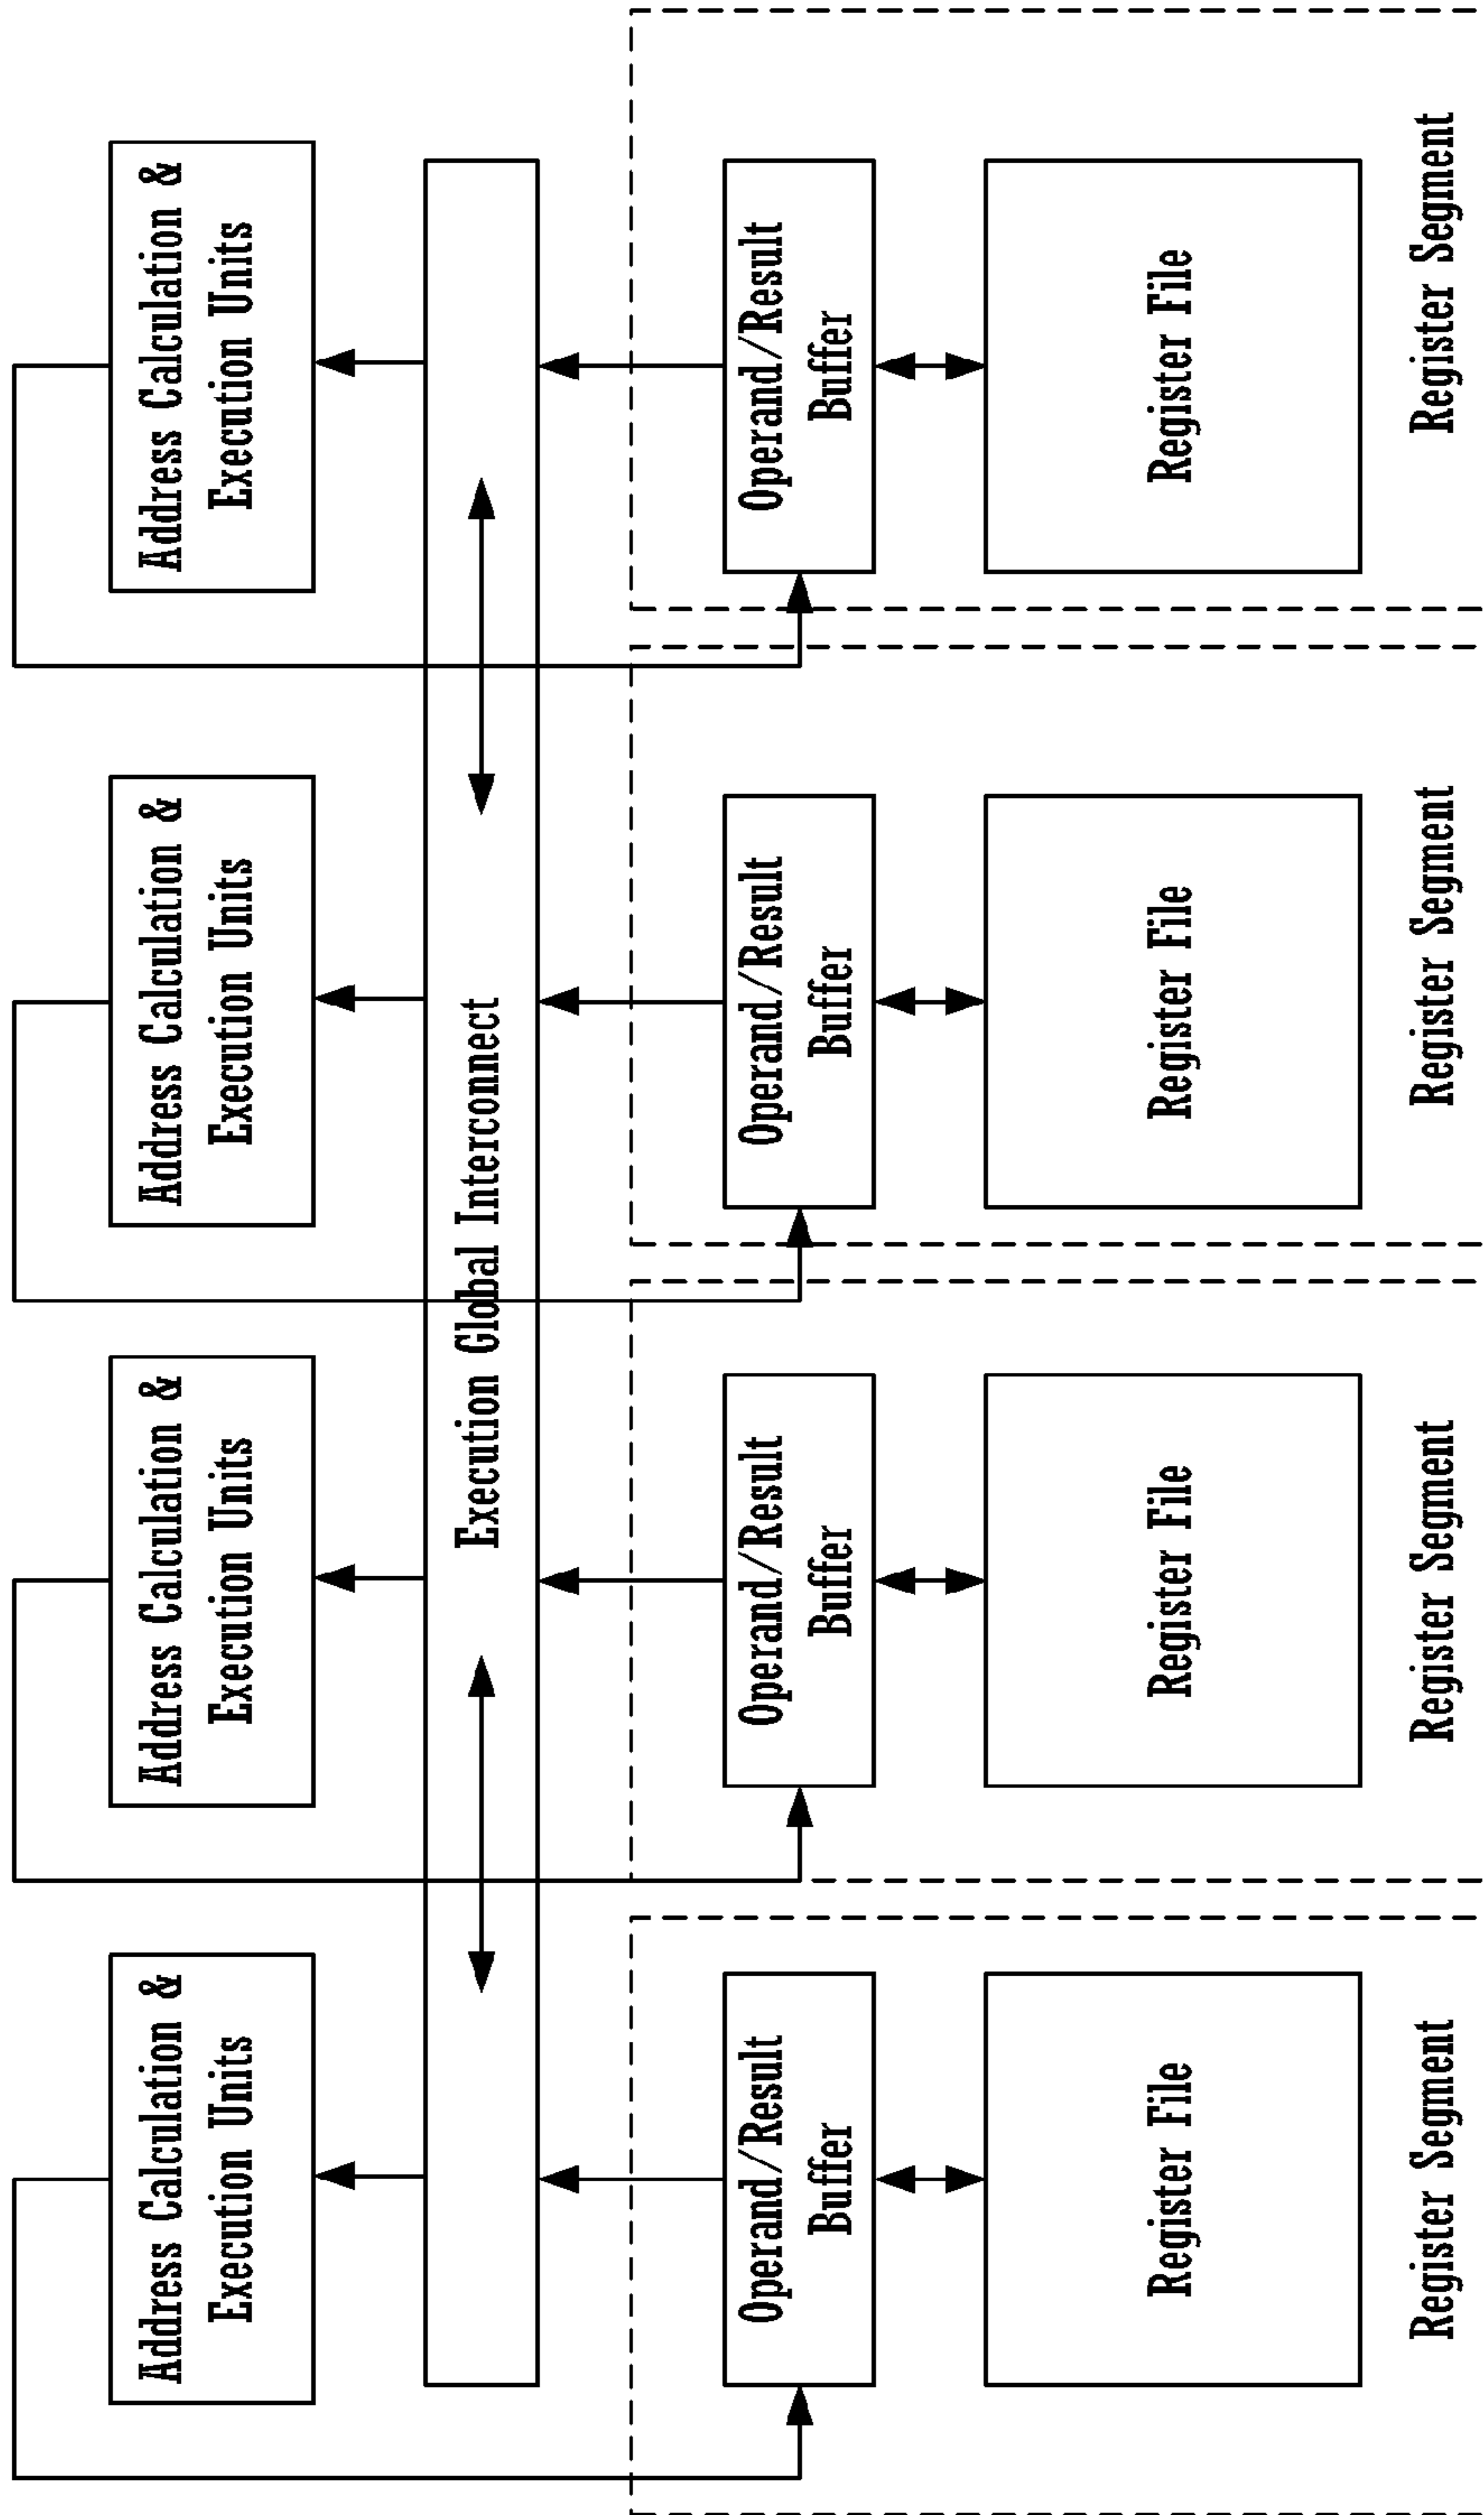 Address Calculation &
Execution Units
Address Calculation &
Execution Units
Address Calculation &
Execution Units
Address Calculation &
Execution Units
Execution Global Interconnect
Operand/Result
Buffer
Operand/Result
Buffer
Operand/Result
Buffer
Operand/Result
Buffer
Register File
Register File
Register File
Register File
Register Segment
Register Segment
Register Segment
Register Segment